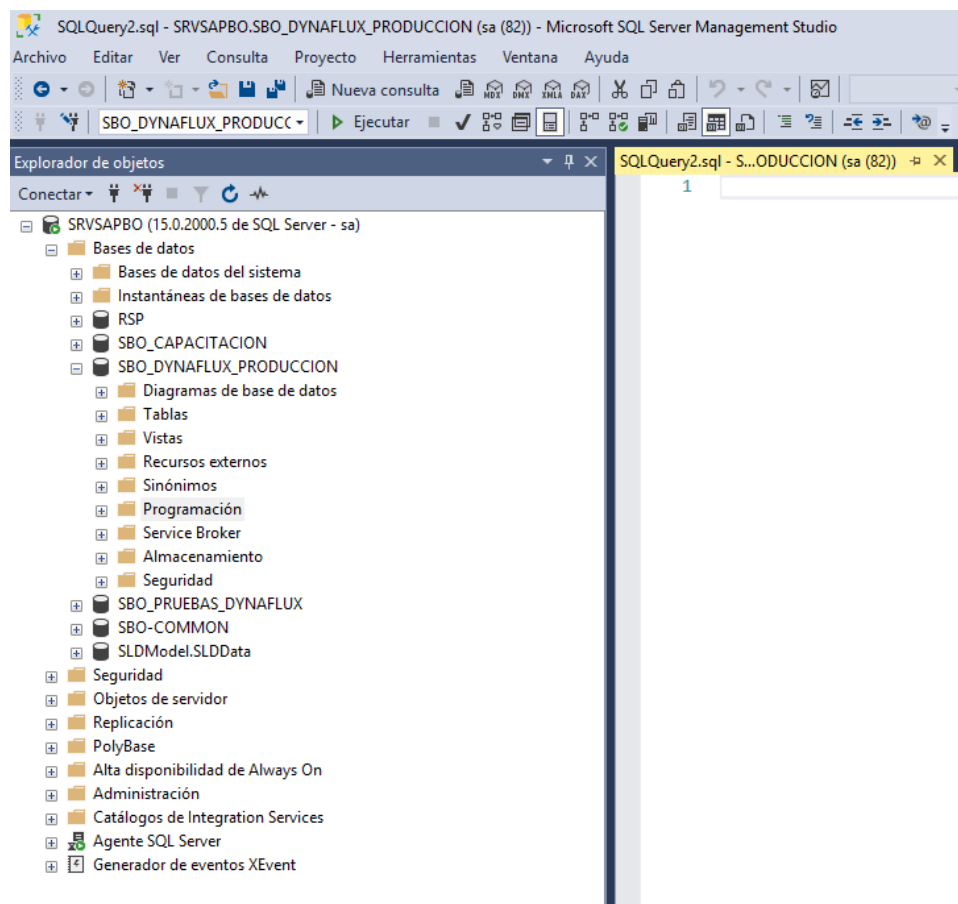 SQLQuery2.sql - SRVSAPBO.SBO_DYNAFLUX_PRODUCCION (sa (82)) - Microsoft SQL Server Management Studio
Archivo Editar Ver Consulta Proyecto Herramientas Ventana Ayuda
Nueva consulta MDX DMX XMLA DAX
SBO_DYNAFLUX_PRODUCC Ejecutar
Explorador de objetos
SQLQuery2.sql - S...ODUCCION (sa (82))
Conectar
1
SRVSAPBO (15.0.2000.5 de SQL Server - sa)
Bases de datos
Bases de datos del sistema
Instantáneas de bases de datos
RSP
SBO_CAPACITACION
SBO_DYNAFLUX_PRODUCCION
Diagramas de base de datos
Tablas
Vistas
Recursos externos
Sinónimos
Programación
Service Broker
Almacenamiento
Seguridad
SBO_PRUEBAS_DYNAFLUX
SBO-COMMON
SLDModel.SLDData
Seguridad
Objetos de servidor
Replicación
PolyBase
Alta disponibilidad de Always On
Administración
Catálogos de Integration Services
Agente SQL Server
Generador de eventos XEvent